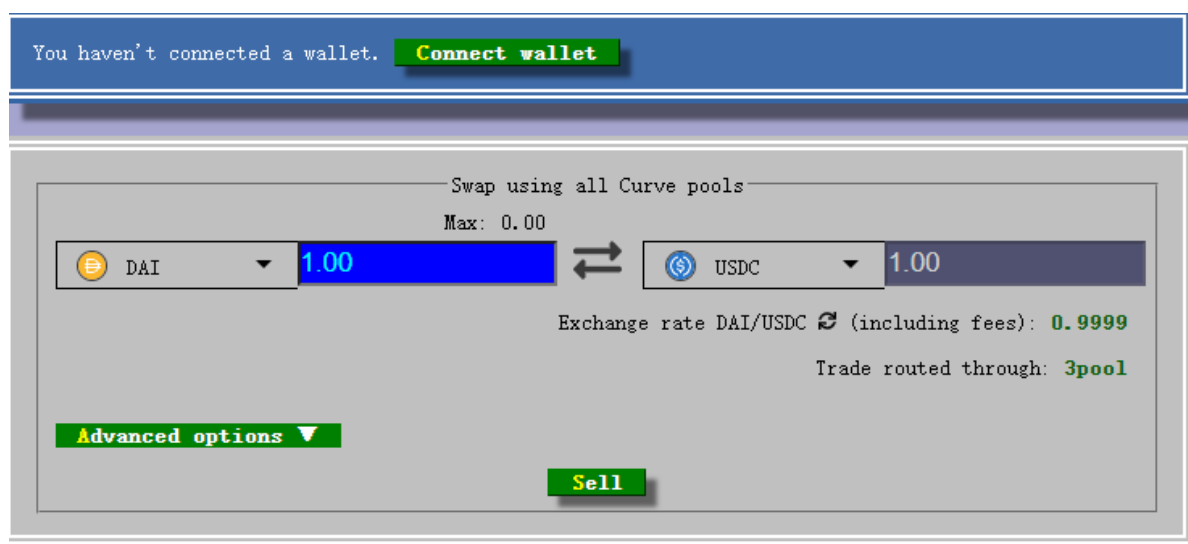 You haven't connected a wallet. Connect wallet
Swap using all Curve pools
Max: 0.00
DAI 1.00 USDC 1.00
Exchange rate DAI/USDC (including fees): 0.9999
Trade routed through: 3pool
Advanced options ▼
Sell